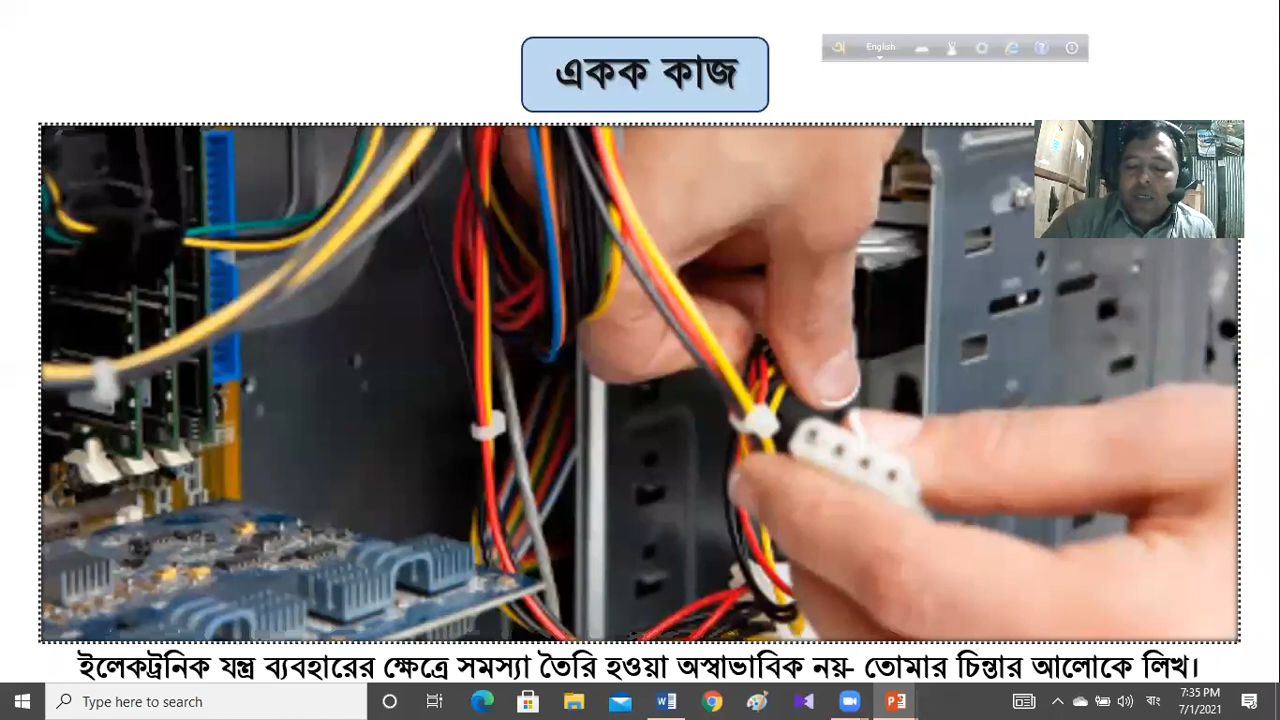 একক কাজ
English
ইলেকট্রনিক যন্ত্র ব্যবহারের ক্ষেত্রে সমস্যা তৈরি হওয়া অস্বাভাবিক নয়- তোমার চিন্তার আলোকে লিখ।
Type here to search
বাং
7:35 PM
7/1/2021